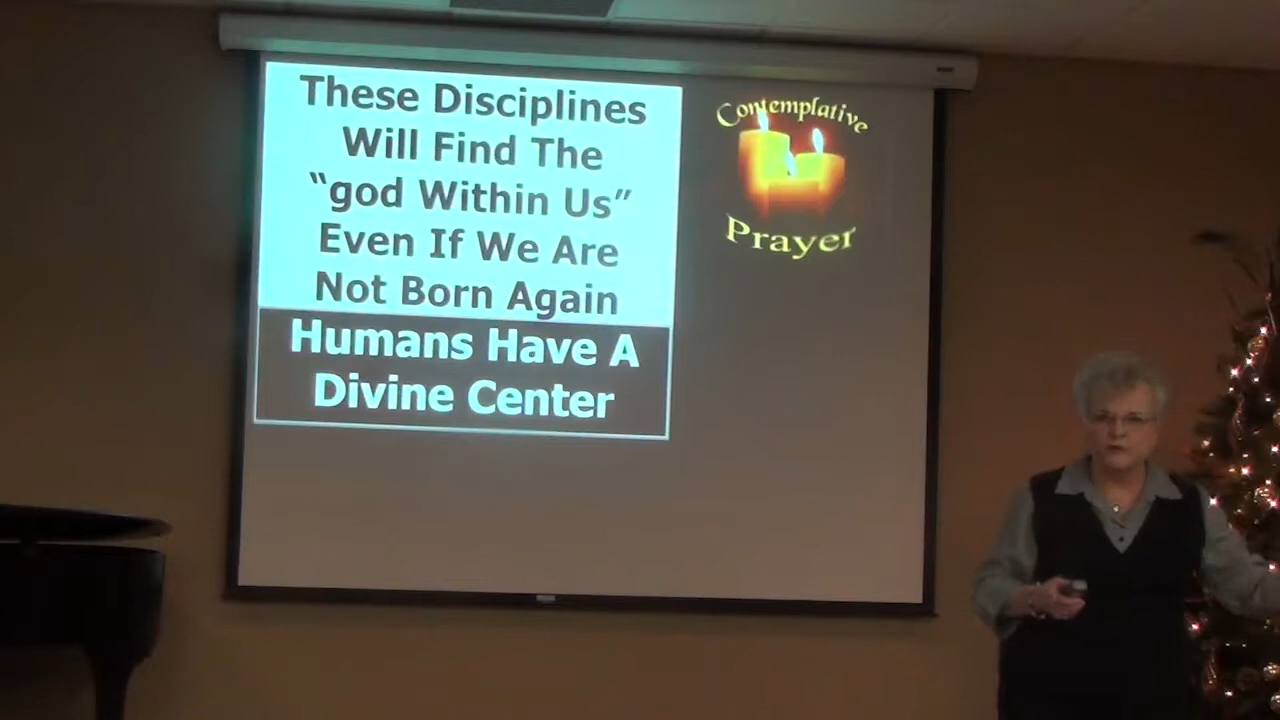 These Disciplines
Will Find The
“god Within Us”
Even If We Are
Not Born Again
Humans Have A
Divine Center
Contemplative
Prayer